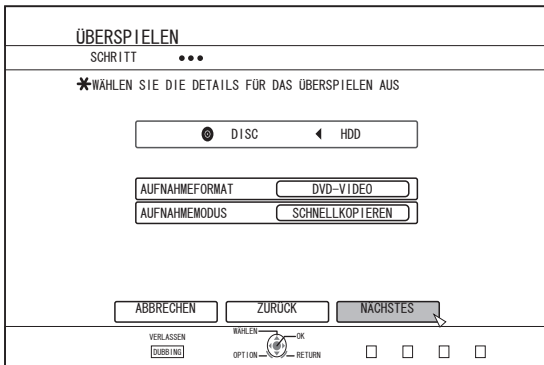 ÜBERSPIELEN
SCHRITT
*WÄHLEN SIE DIE DETAILS FÜR DAS ÜBERSPIELEN AUS
DISC HDD
AUFNAHMEFORMAT DVD-VIDEO
AUFNAHMEMODUS SCHNELLKOPIEREN
ABBRECHEN ZURÜCK NÄCHSTES
VERLASSEN WÄHLEN OK
DUBBING OPTION RETURN